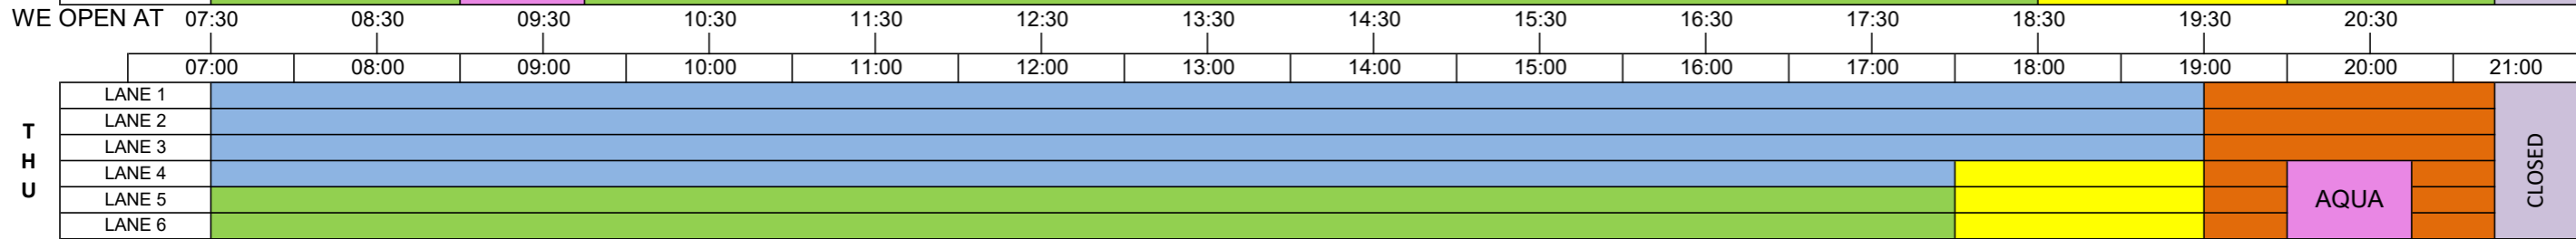 WE OPEN AT 07:30 08:30 09:30 10:30 11:30 12:30 13:30 14:30 15:30 16:30 17:30 18:30 19:30 20:30
07:00 08:00 09:00 10:00 11:00 12:00 13:00 14:00 15:00 16:00 17:00 18:00 19:00 20:00 21:00
THU
LANE 1
LANE 2
LANE 3
LANE 4
LANE 5
LANE 6
AQUA
CLOSED